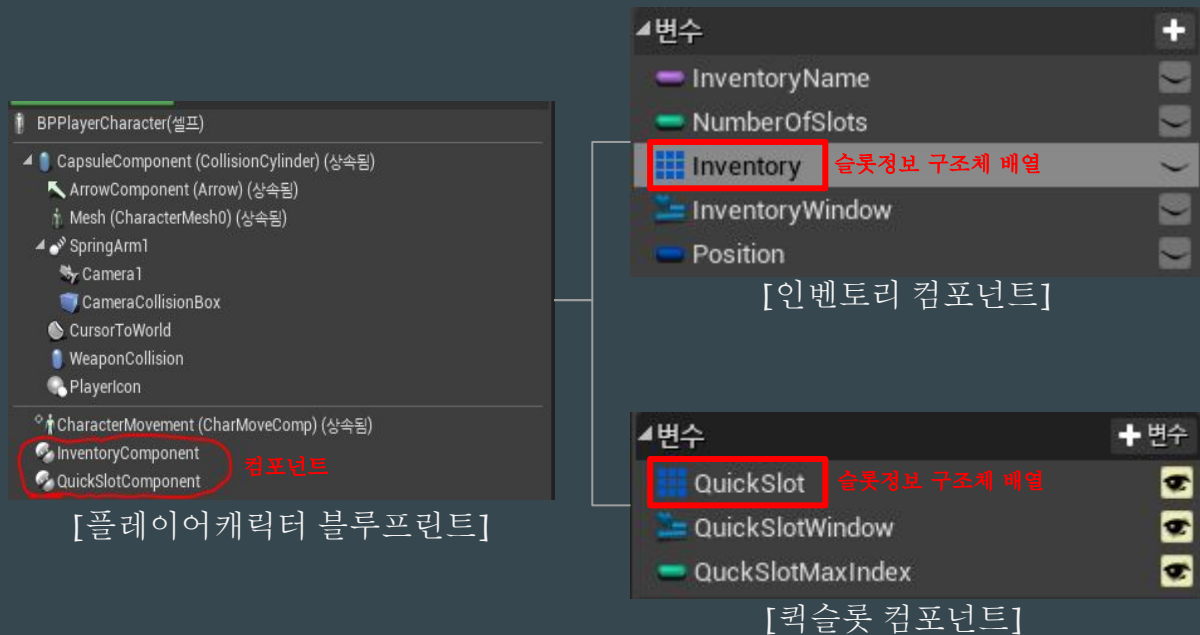 BPPlayerCharacter(셀프)
CapsuleComponent (CollisionCylinder) (상속됨)
ArrowComponent (Arrow) (상속됨)
Mesh (CharacterMesh0) (상속됨)
SpringArm1
Camera1
CameraCollisionBox
CursorToWorld
WeaponCollision
PlayerIcon
CharacterMovement (CharMoveComp) (상속됨)
InventoryComponent
컴포넌트
QuickSlotComponent
[플레이어캐릭터 블루프린트]
변수
InventoryName
NumberOfSlots
Inventory 슬롯정보 구조체 배열
InventoryWindow
Position
[인벤토리 컴포넌트]
변수 + 변수
QuickSlot 슬롯정보 구조체 배열
QuickSlotWindow
QuckSlotMaxIndex
[퀵슬롯 컴포넌트]